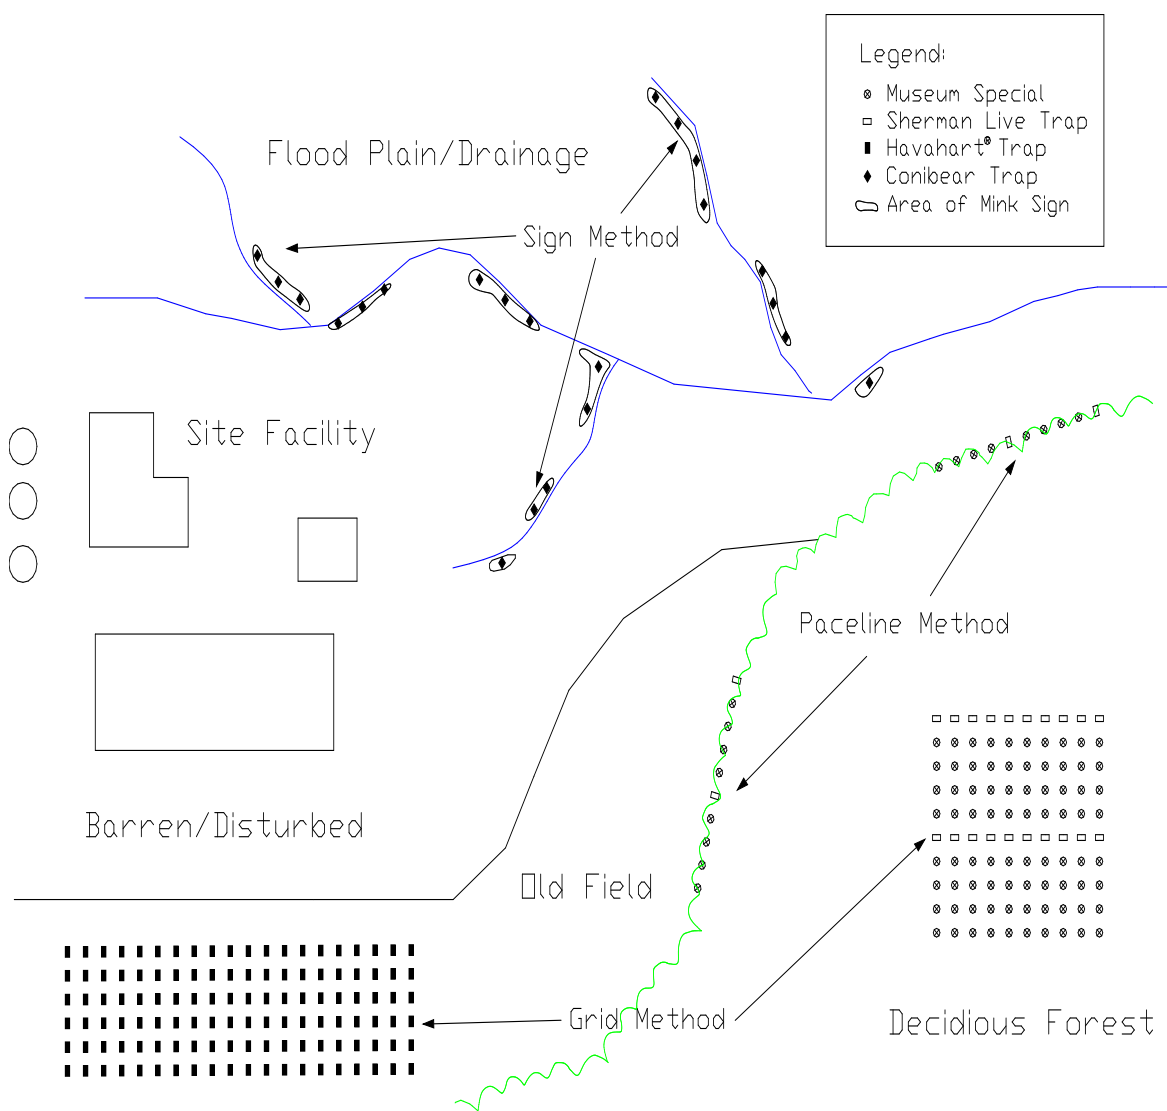 Legend:
Museum Special
Sherman Live Trap
Havahart® Trap
Conibear Trap
Area of Mink Sign
Flood Plain/Drainage
Sign Method
Site Facility
Paceline Method
Barren/Disturbed
Old Field
Grid Method
Decidious Forest